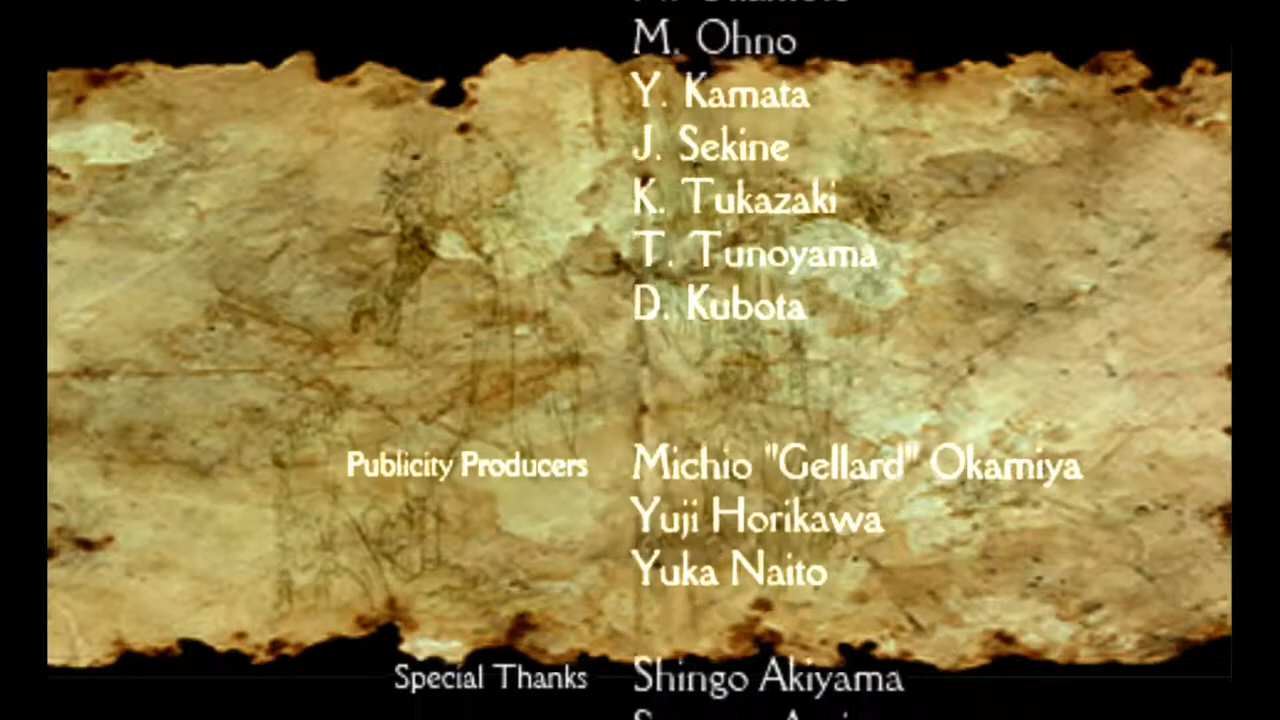 M. Ohno
Y. Kamata
J. Sekine
K. Tukazaki
T. Tunoyama
D. Kubota
Publicity Producers Michio "Gellard" Okamiya
Yuji Horikawa
Yuka Naito
Special Thanks Shingo Akiyama